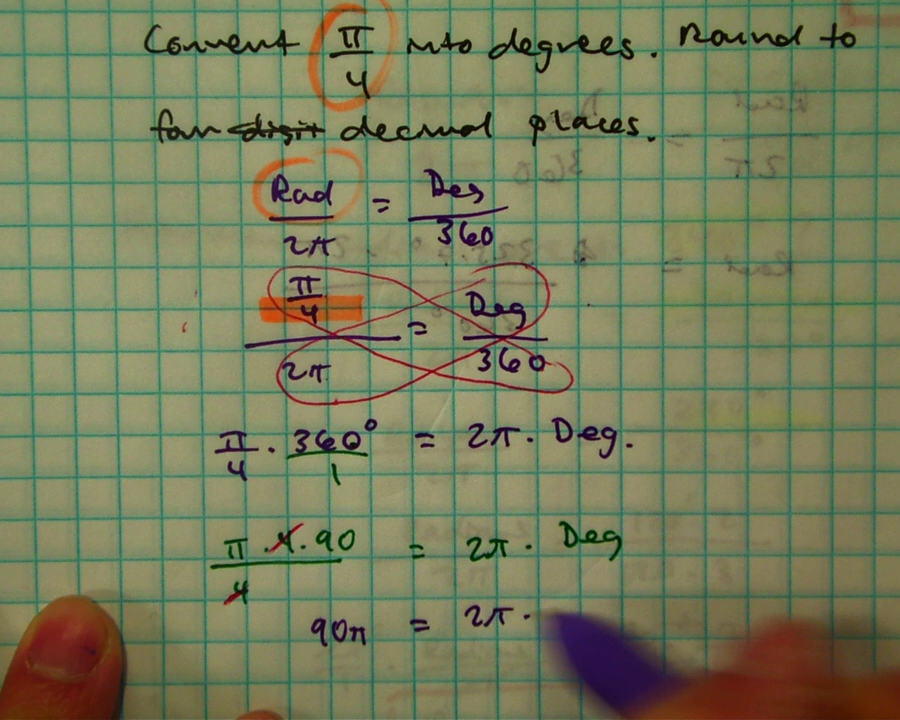 Convert π/4 into degrees. Round to
four digit decimal places.
Rad/2π = Deg/360
π/4/2π = Deg/360
π/4 · 360°/1 = 2π · Deg.
π · 4 · 90/4 = 2π · Deg
90π = 2π ·